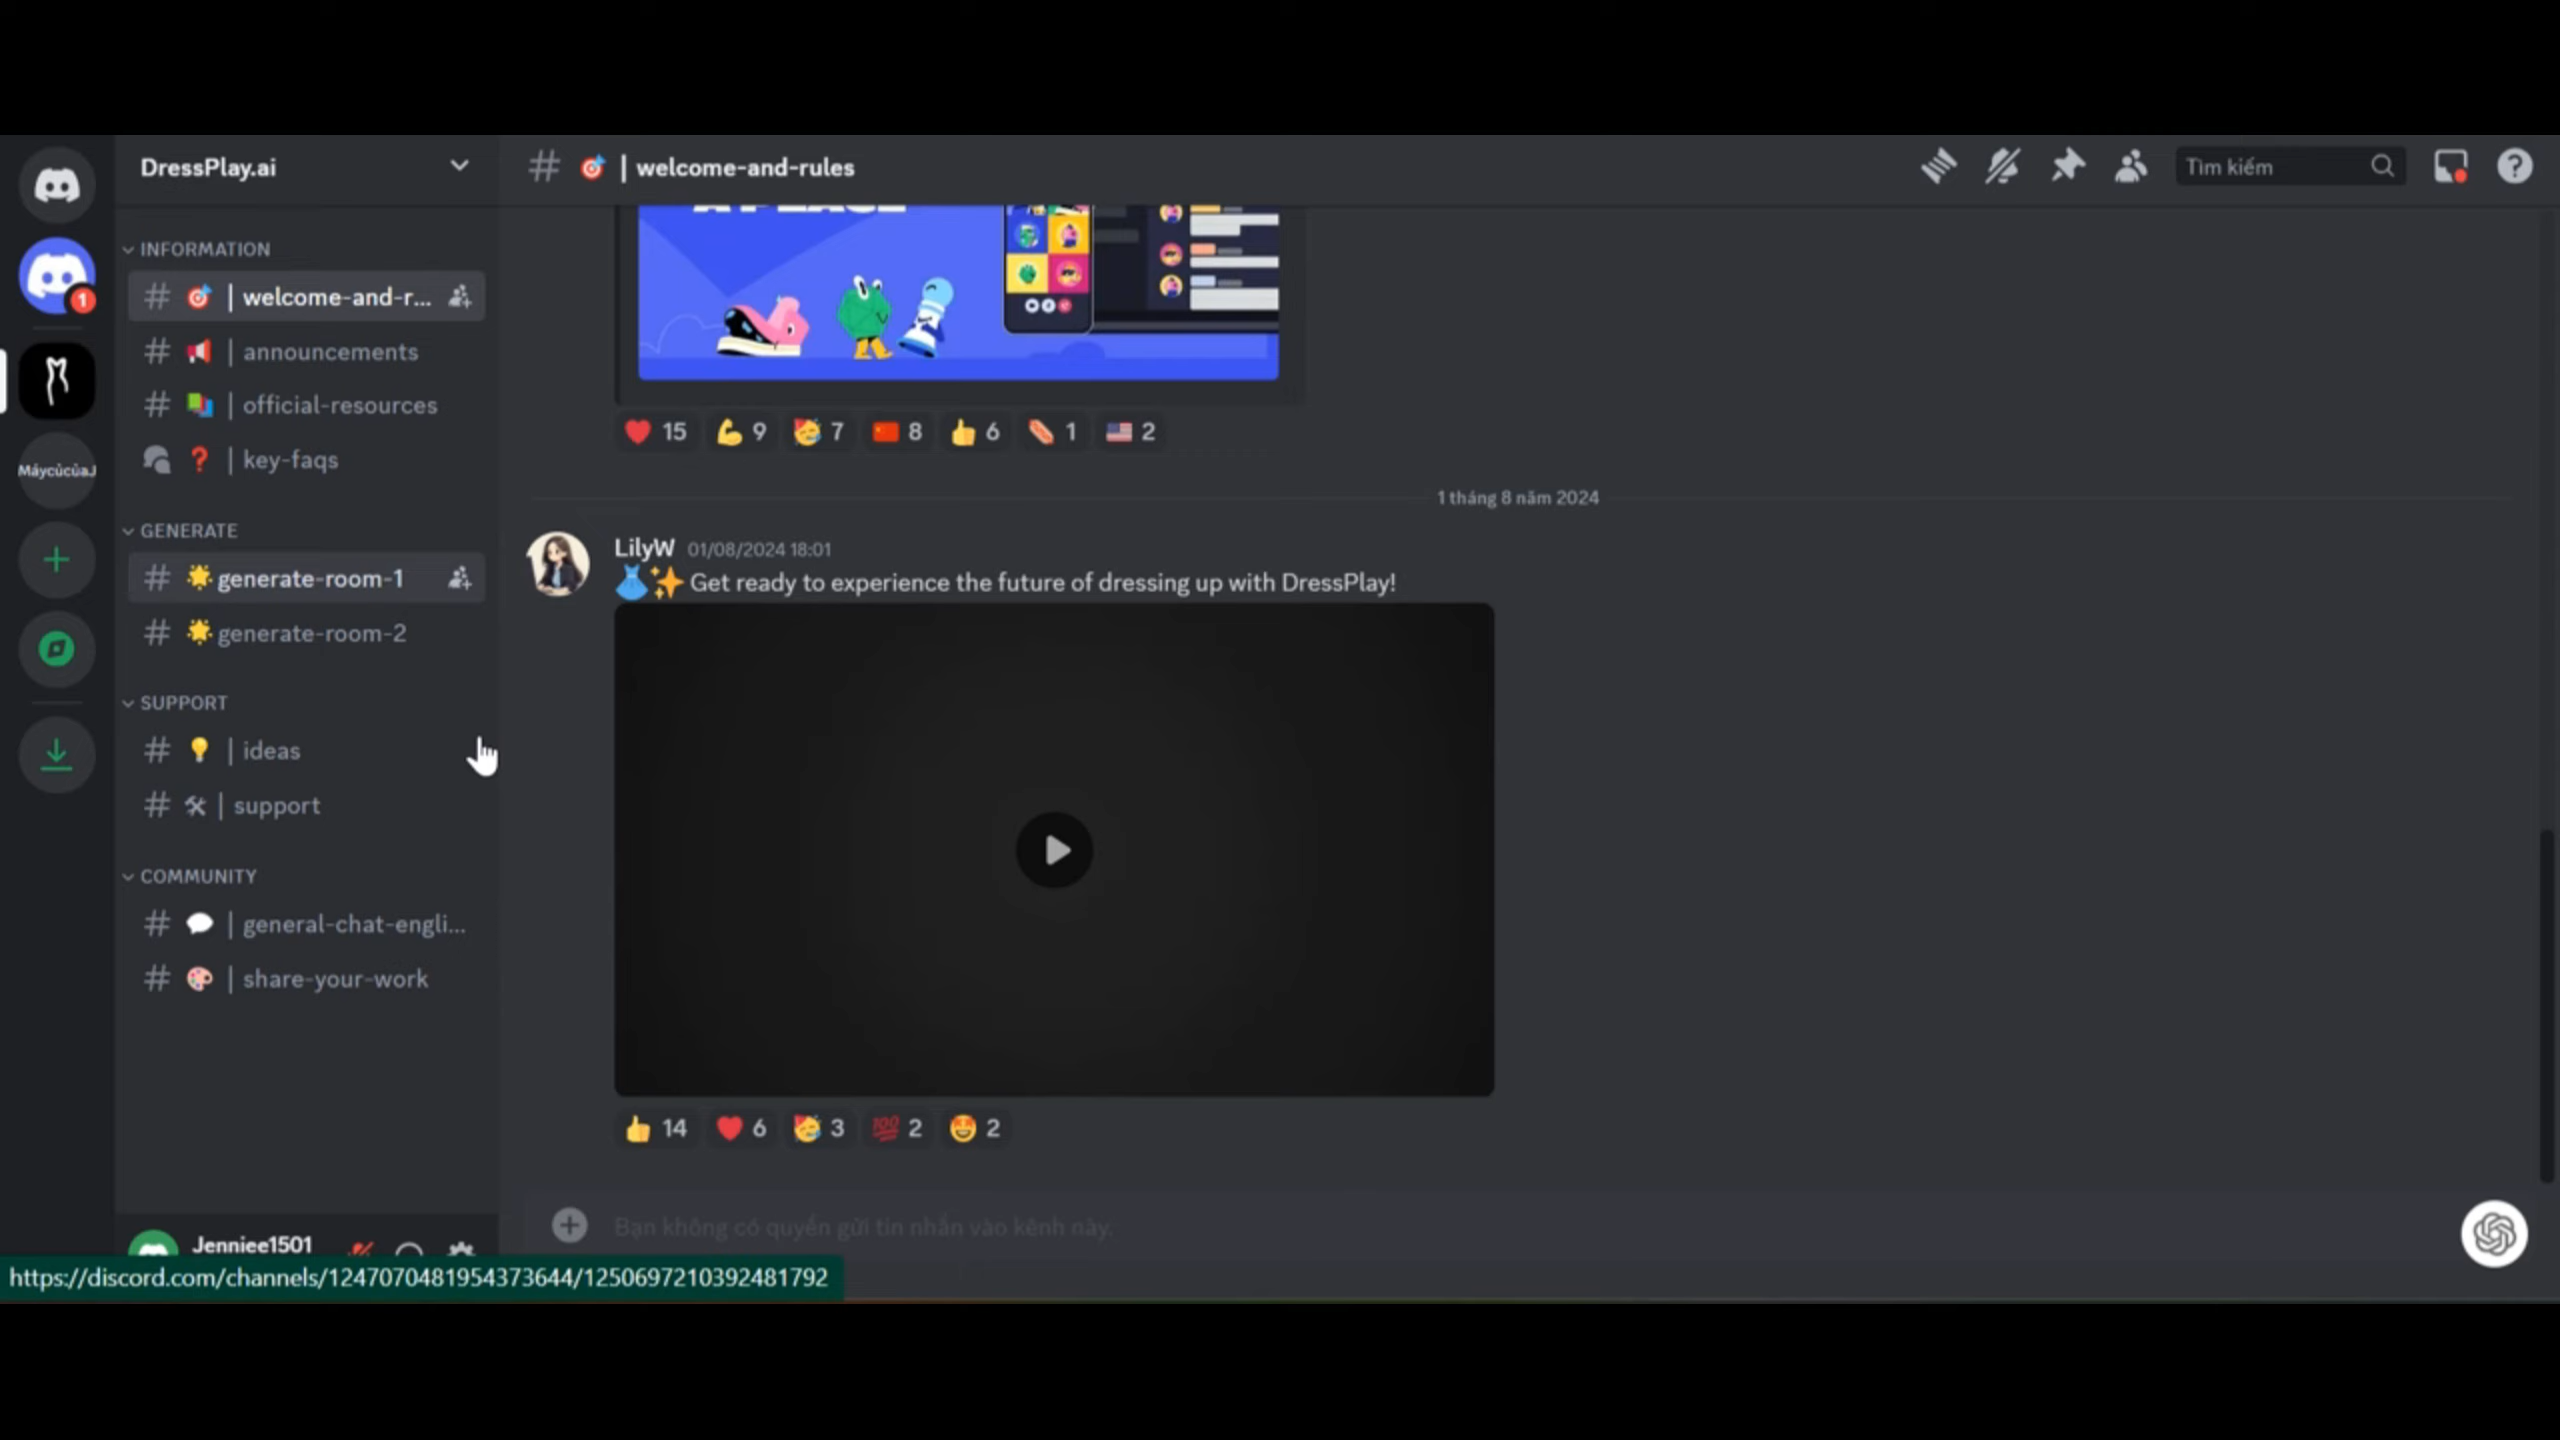 DressPlay.ai
INFORMATION
# | welcome-and-r...
# | announcements
# | official-resources
| key-faqs
GENERATE
# generate-room-1
# generate-room-2
SUPPORT
# | ideas
# | support
COMMUNITY
# | general-chat-engli...
# | share-your-work
Jenniee1501
https://discord.com/channels/1247070481954373644/1250697210392481792
1
MáycủcủaJ
# | welcome-and-rules
Tìm kiếm
15 9 7 8 6 1 2
1 tháng 8 năm 2024
LilyW 01/08/2024 18:01
Get ready to experience the future of dressing up with DressPlay!
14 6 3 100 2 2
Bạn không có quyền gửi tin nhắn vào kênh này.